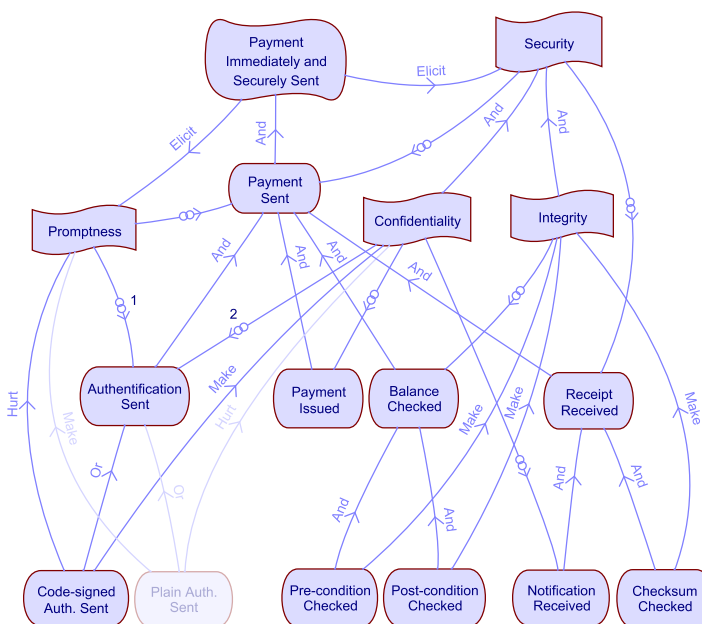 Payment
Immediately and
Securely Sent
Security
Elicit
Elicit
And
And
And
Payment
Sent
Promptness
Confidentiality
Integrity
And
And
And
And
1
2
Authentification
Sent
Payment
Issued
Balance
Checked
Receipt
Received
Hurt
Make
Make
Hurt
Make
Make
Make
Or
Or
And
And
And
And
Code-signed
Auth. Sent
Plain Auth.
Sent
Pre-condition
Checked
Post-condition
Checked
Notification
Received
Checksum
Checked